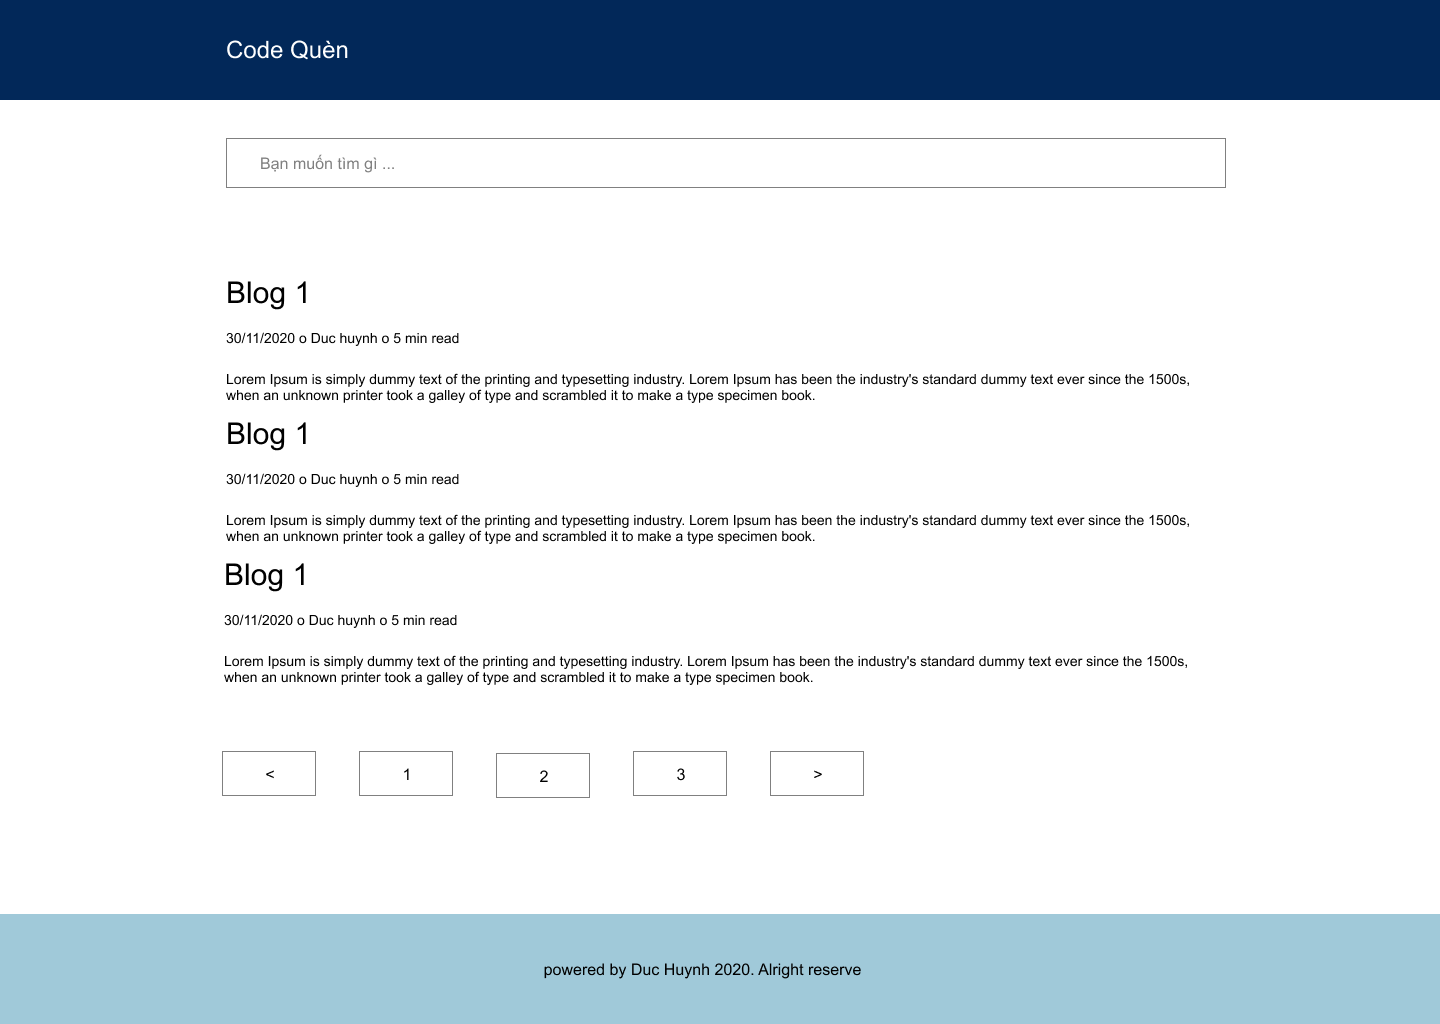 Code Quèn
Bạn muốn tìm gì ...
Blog 1
30/11/2020 o Duc huynh o 5 min read
Lorem Ipsum is simply dummy text of the printing and typesetting industry. Lorem Ipsum has been the industry's standard dummy text ever since the 1500s,
when an unknown printer took a galley of type and scrambled it to make a type specimen book.
Blog 1
30/11/2020 o Duc huynh o 5 min read
Lorem Ipsum is simply dummy text of the printing and typesetting industry. Lorem Ipsum has been the industry's standard dummy text ever since the 1500s,
when an unknown printer took a galley of type and scrambled it to make a type specimen book.
Blog 1
30/11/2020 o Duc huynh o 5 min read
Lorem Ipsum is simply dummy text of the printing and typesetting industry. Lorem Ipsum has been the industry's standard dummy text ever since the 1500s,
when an unknown printer took a galley of type and scrambled it to make a type specimen book.
< 1 2 3 >
powered by Duc Huynh 2020. Alright reserve